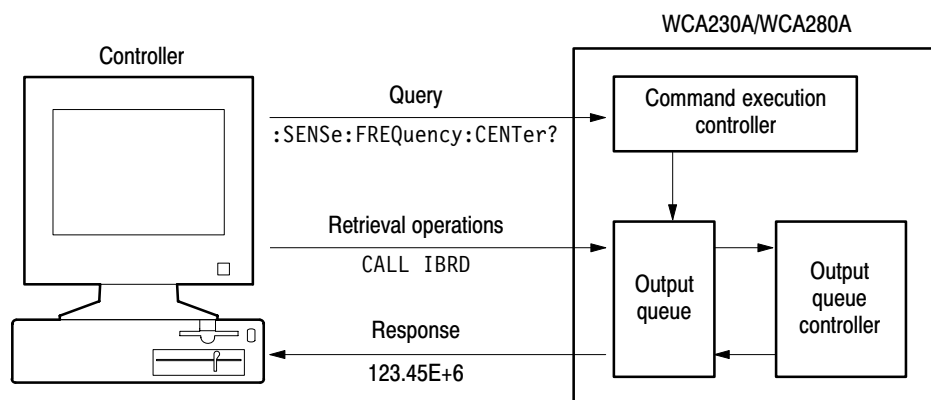 WCA230A/WCA280A
Controller
Query
:SENSe:FREQuency:CENTer?
Command execution
controller
Retrieval operations
CALL IBRD
Output
queue
Output
queue
controller
Response
123.45E+6